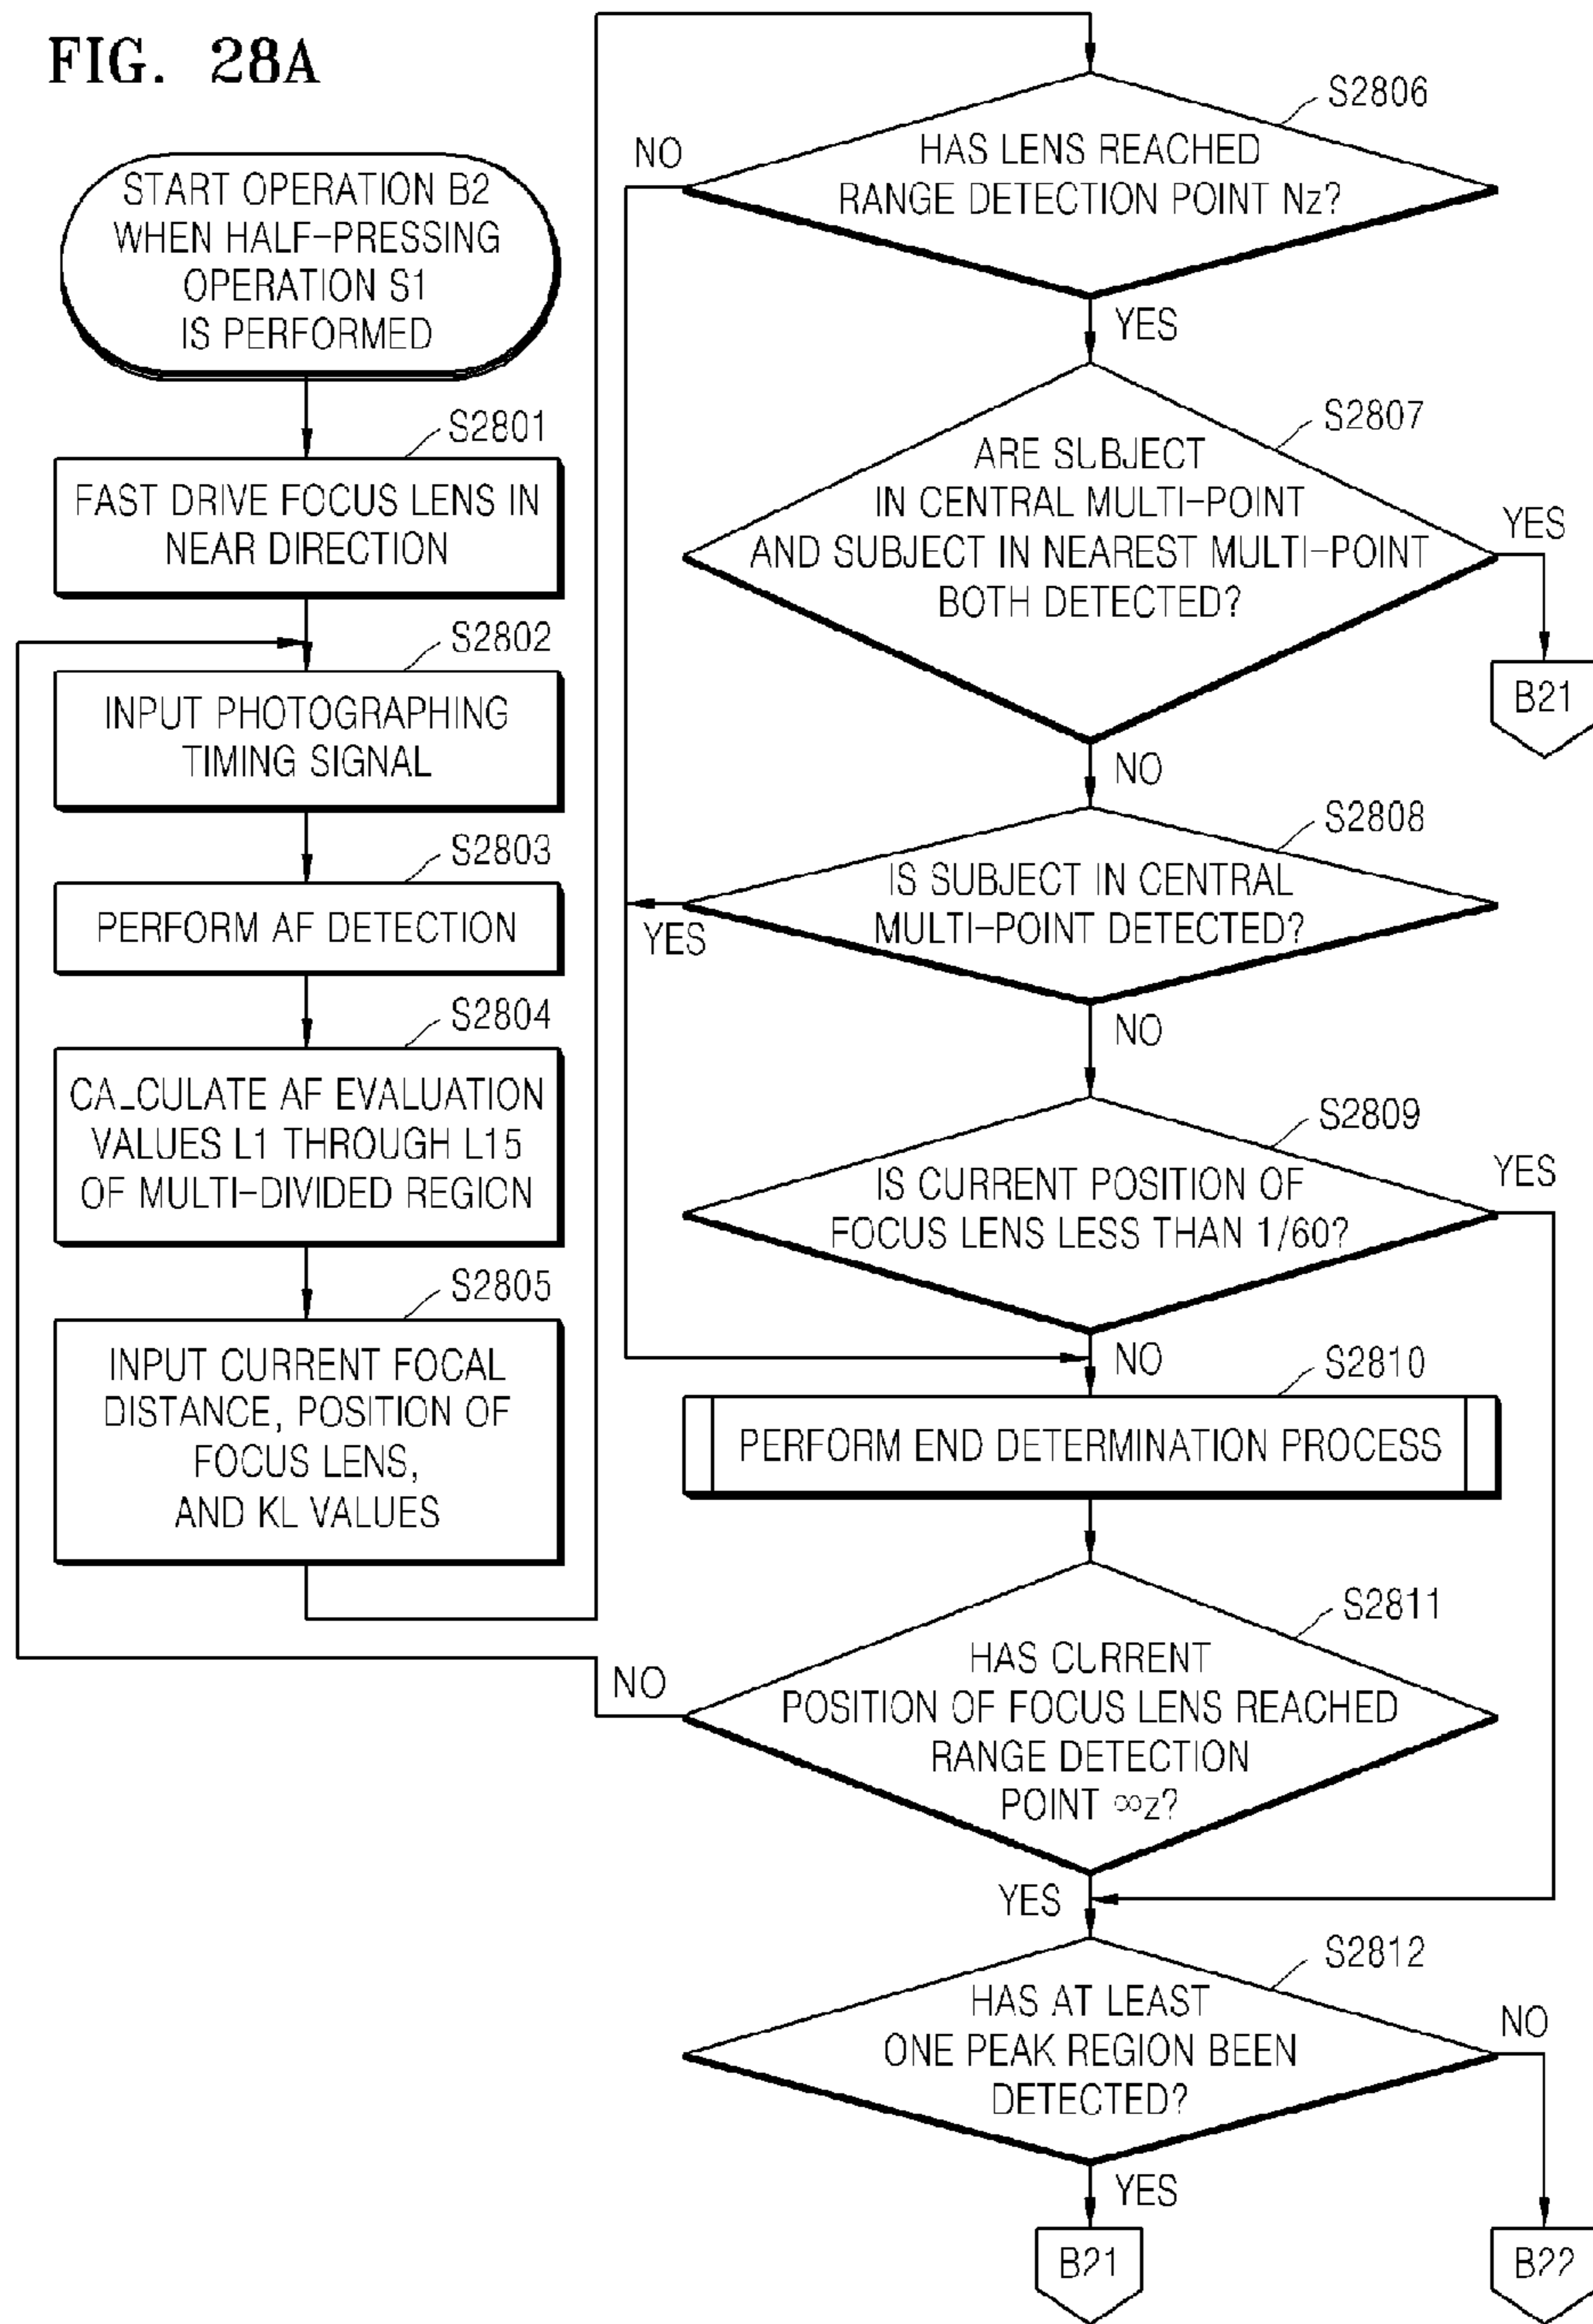 FIG. 28A
START OPERATION B2
WHEN HALF-PRESSING
OPERATION S1
IS PERFORMED
S2801
FAST DRIVE FOCUS LENS IN
NEAR DIRECTION
S2802
INPUT PHOTOGRAPHING
TIMING SIGNAL
S2803
PERFORM AF DETECTION
S2804
CALCULATE AF EVALUATION
VALUES L1 THROUGH L15
OF MULTI-DIVIDED REGION
S2805
INPUT CURRENT FOCAL
DISTANCE, POSITION OF
FOCUS LENS,
AND KL VALUES
S2806
HAS LENS REACHED
RANGE DETECTION POINT Nz?
NO
YES
S2807
ARE SUBJECT
IN CENTRAL MULTI-POINT
AND SUBJECT IN NEAREST MULTI-POINT
BOTH DETECTED?
YES
B21
NO
S2808
IS SUBJECT IN CENTRAL
MULTI-POINT DETECTED?
YES
NO
S2809
IS CURRENT POSITION OF
FOCUS LENS LESS THAN 1/60?
YES
NO
S2810
PERFORM END DETERMINATION PROCESS
S2811
HAS CURRENT
POSITION OF FOCUS LENS REACHED
RANGE DETECTION
POINT ∞z?
NO
YES
S2812
HAS AT LEAST
ONE PEAK REGION BEEN
DETECTED?
NO
YES
B21
B22